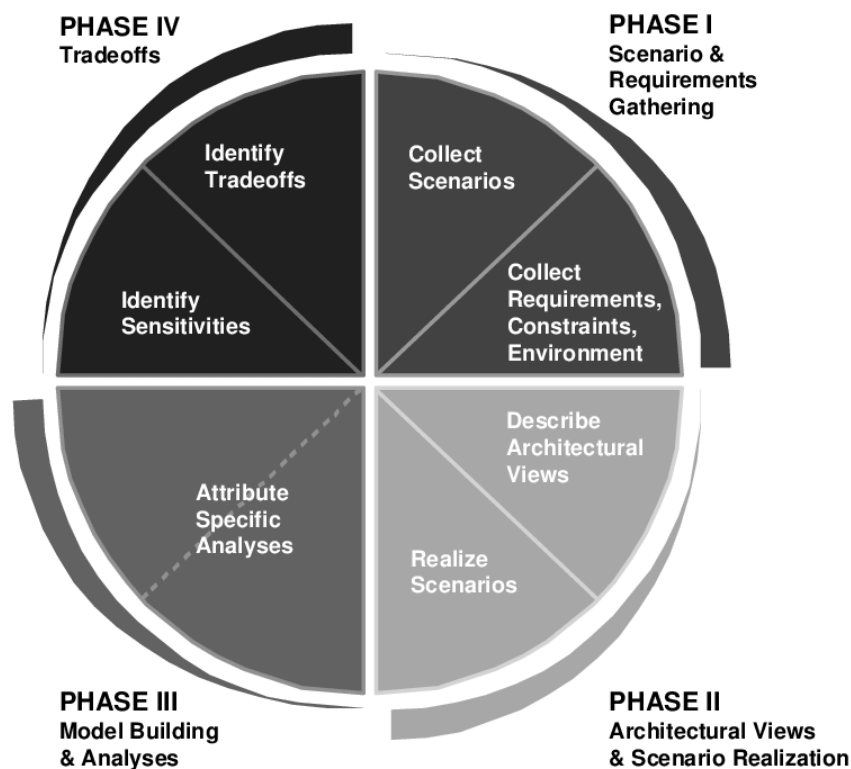 PHASE IV
Tradeoffs
PHASE I
Scenario &
Requirements
Gathering
Identify
Tradeoffs
Collect
Scenarios
Identify
Sensitivities
Collect
Requirements,
Constraints,
Environment
Attribute
Specific
Analyses
Describe
Architectural
Views
Realize
Scenarios
PHASE III
Model Building
& Analyses
PHASE II
Architectural Views
& Scenario Realization